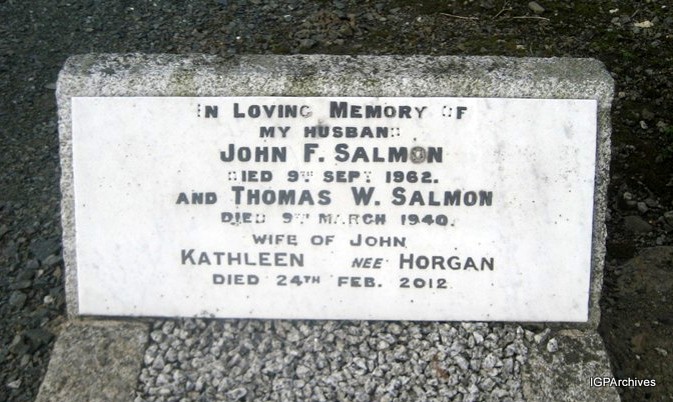 IN LOVING MEMORY OF
MY HUSBAND
JOHN F. SALMON
DIED 9TH SEPT 1962.
AND THOMAS W. SALMON
DIED 9TH MARCH 1940.
WIFE OF JOHN
KATHLEEN NEE HORGAN
DIED 24TH FEB. 2012
IGPArchives